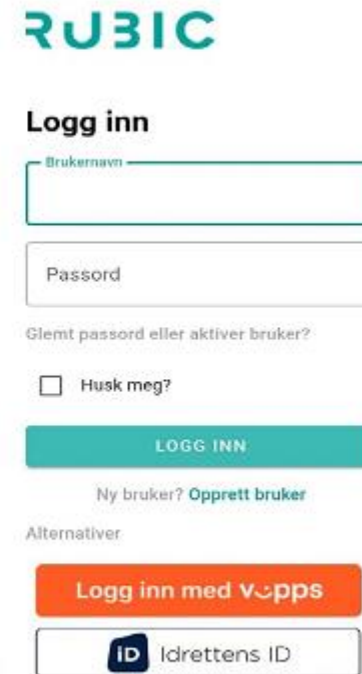 RUBIC
Logg inn
Brukernavn
Passord
Glemt passord eller aktiver bruker?
Husk meg?
LOGG INN
Ny bruker? Opprett bruker
Alternativer
Logg inn med vipps
iD Idrettens ID